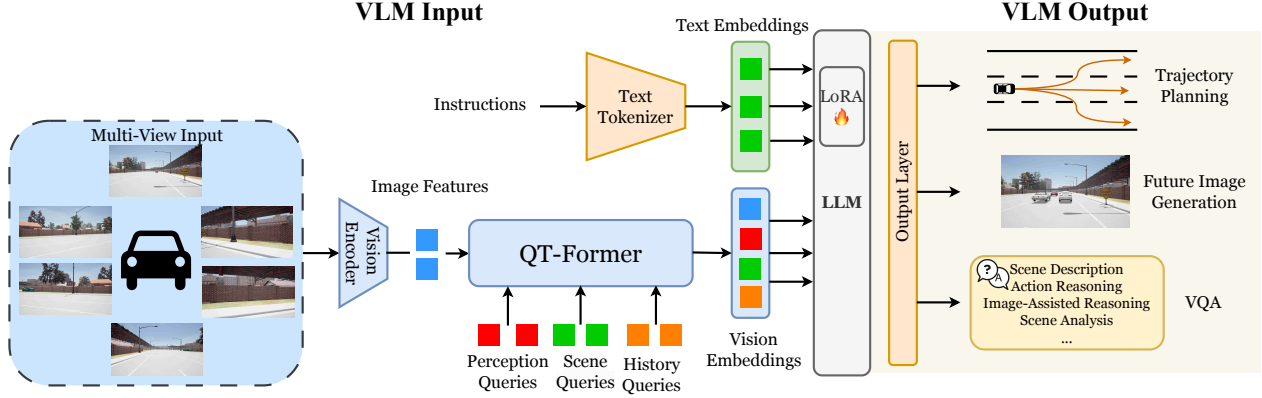 VLM Input
VLM Output
Text Embeddings
Instructions
Text
Tokenizer
LoRA
LLM
Output Layer
Trajectory
Planning
Multi-View Input
Image Features
Vision
Encoder
QT-Former
Future Image
Generation
Perception
Queries
Scene
Queries
History
Queries
Vision
Embeddings
?
A
Scene Description
Action Reasoning
Image-Assisted Reasoning
Scene Analysis
...
VQA